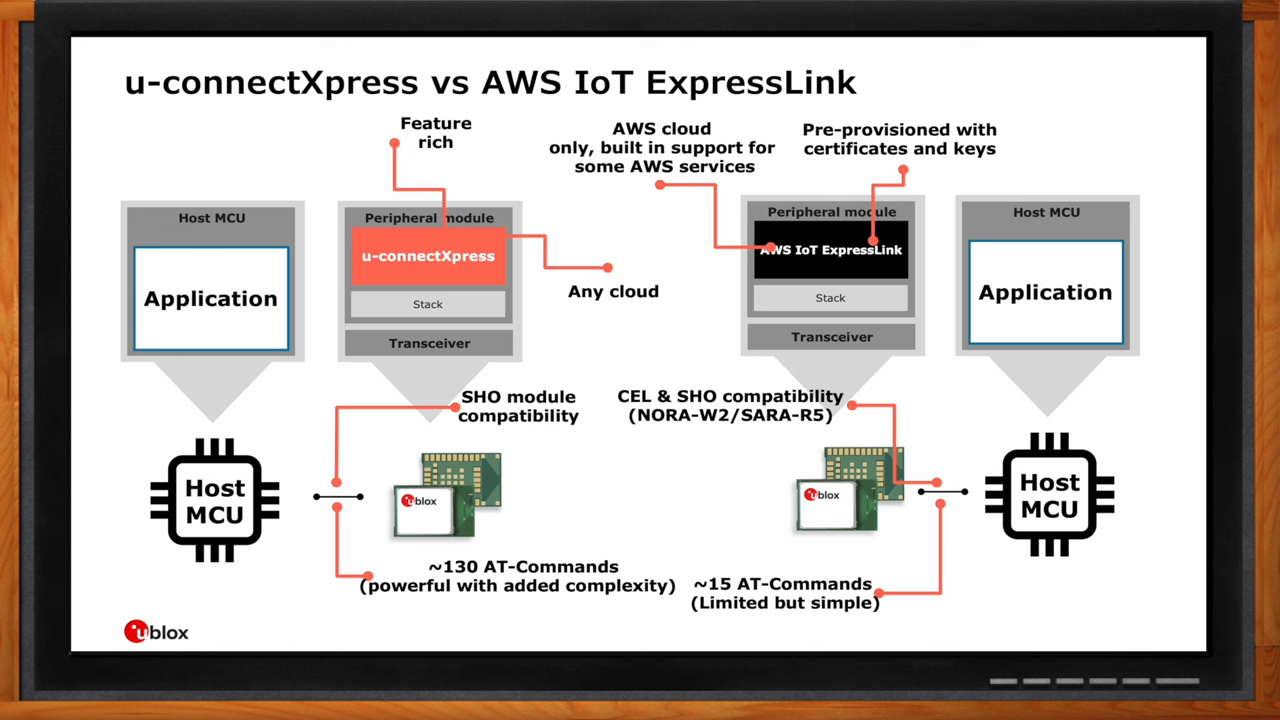 u-connectXpress vs AWS IoT ExpressLink
Feature
rich
AWS cloud
only, built in support for
some AWS services
Pre-provisioned with
certificates and keys
Host MCU
Application
Peripheral module
u-connectXpress
Stack
Transceiver
Any cloud
Peripheral module
AWS IoT ExpressLink
Stack
Transceiver
Host MCU
Application
SHO module
compatibility
CEL & SHO compatibility
(NORA-W2/SARA-R5)
Host
MCU
ublox
ublox
Host
MCU
~130 AT-Commands
(powerful with added complexity)
~15 AT-Commands
(Limited but simple)
ublox